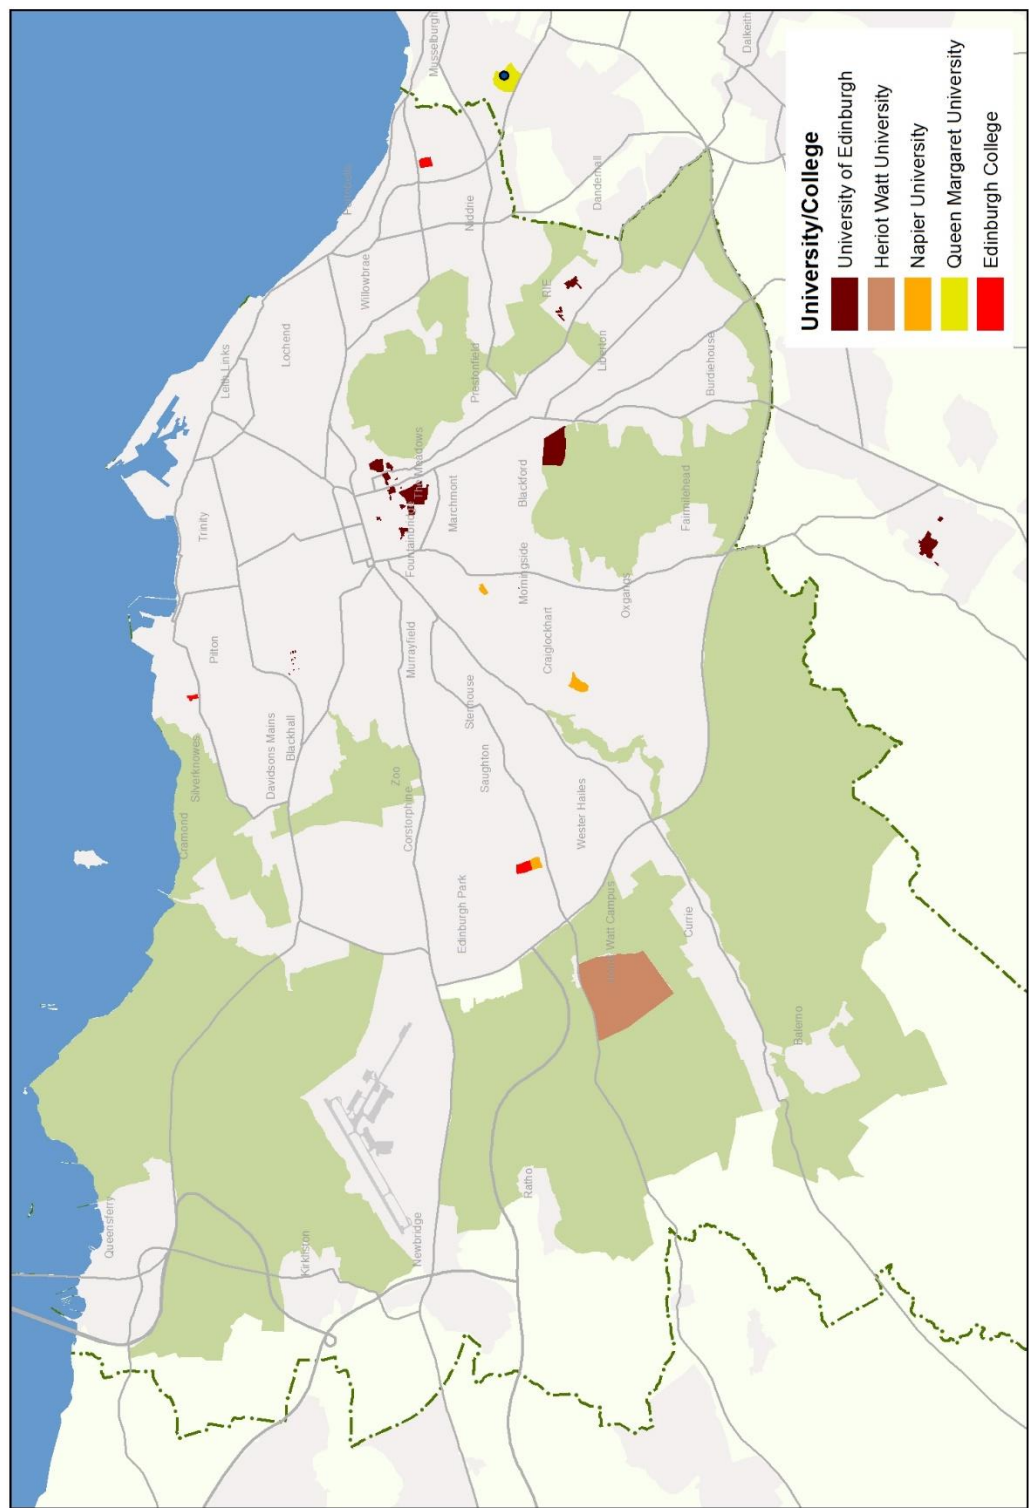 Queensferry
Cramond
Silverknowes
Trinity
Pilton
Leith Links
Davidsons Mains
Lochend
Blackhall
Kirkliston
Portobello
Willowbrae
Zoo
Corstorphine
Murrayfield
Fountainbridge
The Meadows
Newbridge
Musselburgh
Marchmont
Edinburgh Park
Niddrie
Stenhouse
Prestonfield
Saughton
Morningside
Blackford
Ratho
RIE
Craiglockhart
Wester Hailes
Danderhall
Liberton
Watt Campus
Oxgangs
Fairmilehead
Currie
Burdiehouse
Dalkeith
Balerno
University/College
University of Edinburgh
Heriot Watt University
Napier University
Queen Margaret University
Edinburgh College